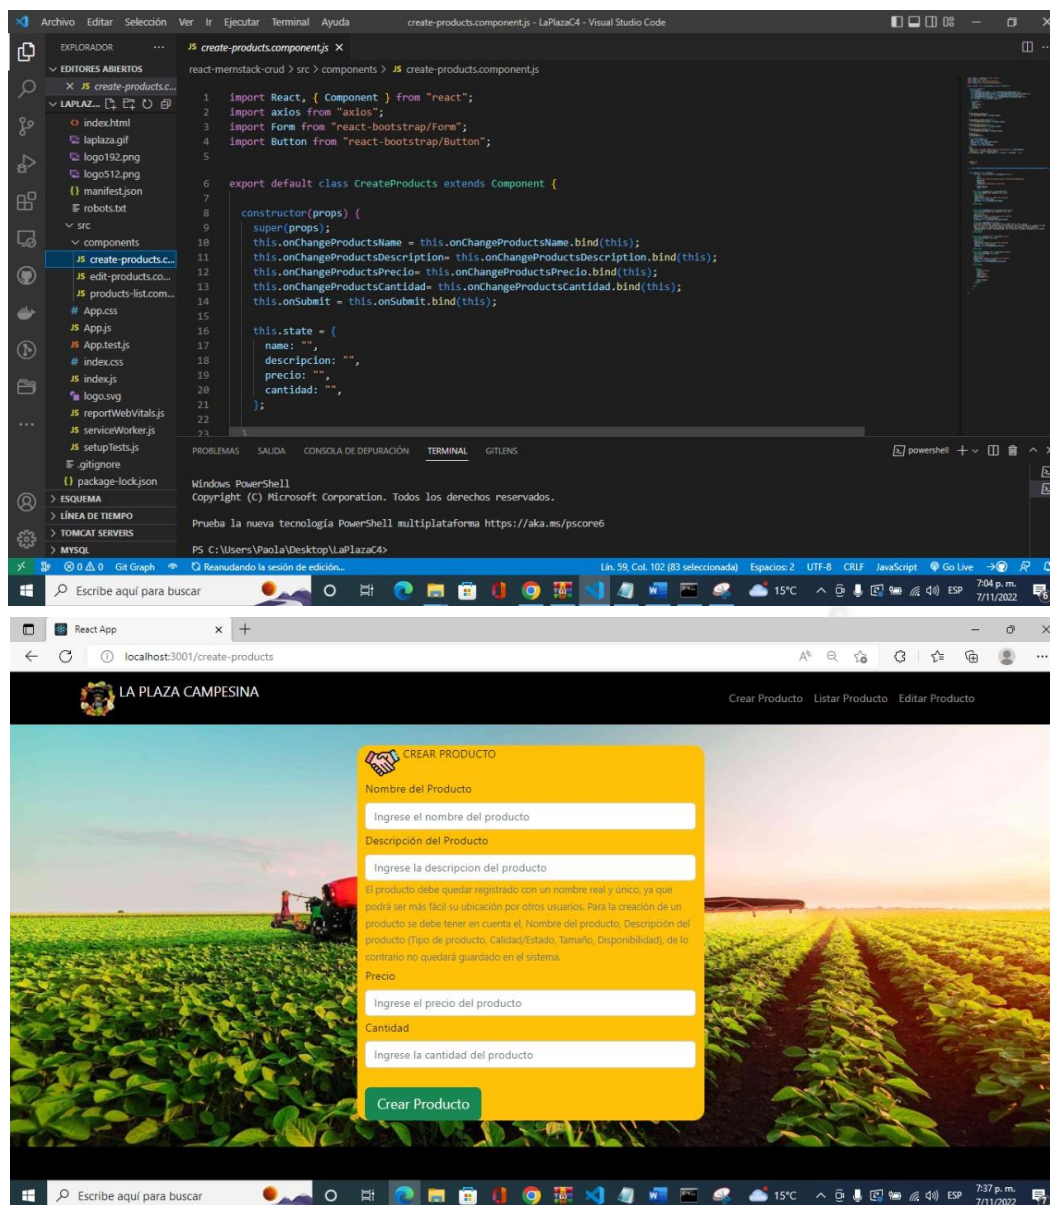 Archivo Editar Selección Ver Ir Ejecutar Terminal Ayuda create-products.component.js - LaPlazaC4 - Visual Studio Code
EXPLORADOR ··· JS create-products.component.js ×
EDITORES ABIERTOS
× JS create-products.c...
react-mernstack-crud > src > components > JS create-products.component.js
LAPLAZ...
index.html
laplaza.gif
logo192.png
logo512.png
{} manifest.json
robots.txt
src
components
JS create-products.c...
JS edit-products.co...
JS products-list.com...
# App.css
JS App.js
JS App.test.js
# index.css
JS index.js
logo.svg
JS reportWebVitals.js
JS serviceWorker.js
JS setupTests.js
.gitignore
{} package-lock.json
ESQUEMA
LÍNEA DE TIEMPO
TOMCAT SERVERS
MYSQL
1 import React, { Component } from "react";
2 import axios from "axios";
3 import Form from "react-bootstrap/Form";
4 import Button from "react-bootstrap/Button";
5
6 export default class CreateProducts extends Component {
7
8 constructor(props) {
9 super(props);
10 this.onChangeProductsName = this.onChangeProductsName.bind(this);
11 this.onChangeProductsDescription= this.onChangeProductsDescription.bind(this);
12 this.onChangeProductsPrecio= this.onChangeProductsPrecio.bind(this);
13 this.onChangeProductsCantidad= this.onChangeProductsCantidad.bind(this);
14 this.onSubmit = this.onSubmit.bind(this);
15
16 this.state = {
17 name: "",
18 descripcion: "",
19 precio: "",
20 cantidad: "",
21 };
22
23 }
PROBLEMAS SALIDA CONSOLA DE DEPURACIÓN TERMINAL GITLENS powershell
Windows PowerShell
Copyright (C) Microsoft Corporation. Todos los derechos reservados.
Prueba la nueva tecnología PowerShell multiplataforma https://aka.ms/pscore6
PS C:\Users\Paola\Desktop\LaPlazaC4>
0 0 Git Graph Reanudando la sesión de edición... Lín. 59, Col. 102 (83 seleccionada) Espacios: 2 UTF-8 CRLF JavaScript Go Live
Escribe aquí para buscar 15°C ESP 7:04 p. m.
7/11/2022
React App
localhost:3001/create-products
LA PLAZA CAMPESINA Crear Producto Listar Producto Editar Producto
CREAR PRODUCTO
Nombre del Producto
Ingrese el nombre del producto
Descripción del Producto
Ingrese la descripcion del producto
El producto debe quedar registrado con un nombre real y único, ya que
podrá ser más fácil su ubicación por otros usuarios. Para la creación de un
producto se debe tener en cuenta el, Nombre del producto, Descripción del
producto (Tipo de producto, Calidad/Estado, Tamaño, Disponibilidad), de lo
contrario no quedará guardado en el sistema.
Precio
Ingrese el precio del producto
Cantidad
Ingrese la cantidad del producto
Crear Producto
Escribe aquí para buscar 15°C ESP 7:37 p. m.
7/11/2022